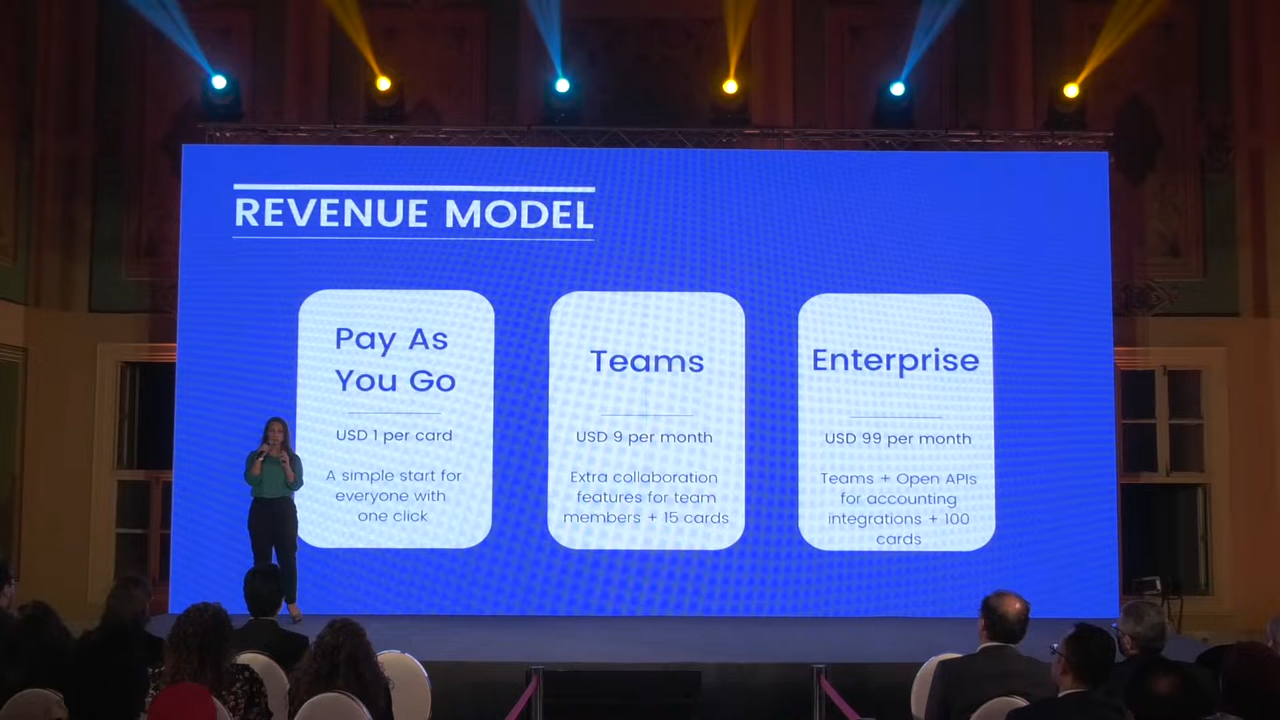 REVENUE MODEL
Pay As
You Go
USD 1 per card
A simple start for
everyone with
one click
Teams
USD 9 per month
Extra collaboration
features for team
members + 15 cards
Enterprise
USD 99 per month
Teams + Open APIs
for accounting
integrations + 100
cards